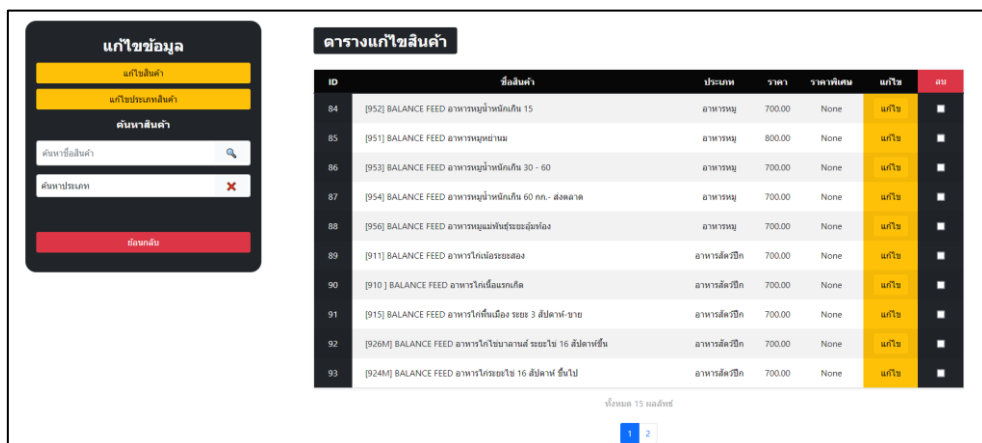 แก้ไขข้อมูล
แก้ไขสินค้า
แก้ไขประเภทสินค้า
ค้นหาสินค้า
ค้นหาชื่อสินค้า
ค้นหาประเภท
ย้อนกลับ
ตารางแก้ไขสินค้า
ID ชื่อสินค้า ประเภท ราคา ราคาพิเศษ แก้ไข ลบ
84 [952] BALANCE FEED อาหารหมูน้ำหนักเกิน 15 อาหารหมู 700.00 None แก้ไข
85 [951] BALANCE FEED อาหารหมูหย่านม อาหารหมู 800.00 None แก้ไข
86 [953] BALANCE FEED อาหารหมูน้ำหนักเกิน 30 - 60 อาหารหมู 700.00 None แก้ไข
87 [954] BALANCE FEED อาหารหมูน้ำหนักเกิน 60 กก.- ส่งตลาด อาหารหมู 700.00 None แก้ไข
88 [956] BALANCE FEED อาหารหมูแม่พันธุ์ระยะอุ้มท้อง อาหารหมู 700.00 None แก้ไข
89 [911] BALANCE FEED อาหารไก่เนื้อระยะสอง อาหารสัตว์ปีก 700.00 None แก้ไข
90 [910 ] BALANCE FEED อาหารไก่เนื้อแรกเกิด อาหารสัตว์ปีก 700.00 None แก้ไข
91 [915] BALANCE FEED อาหารไก่พื้นเมือง ระยะ 3 สัปดาห์-ขาย อาหารสัตว์ปีก 700.00 None แก้ไข
92 [926M] BALANCE FEED อาหารไก่ไข่บาลานส์ ระยะไข่ 16 สัปดาห์ขึ้น อาหารสัตว์ปีก 700.00 None แก้ไข
93 [924M] BALANCE FEED อาหารไก่ระยะไข่ 16 สัปดาห์ ขึ้นไป อาหารสัตว์ปีก 700.00 None แก้ไข
ทั้งหมด 15 ผลลัพธ์
1 2